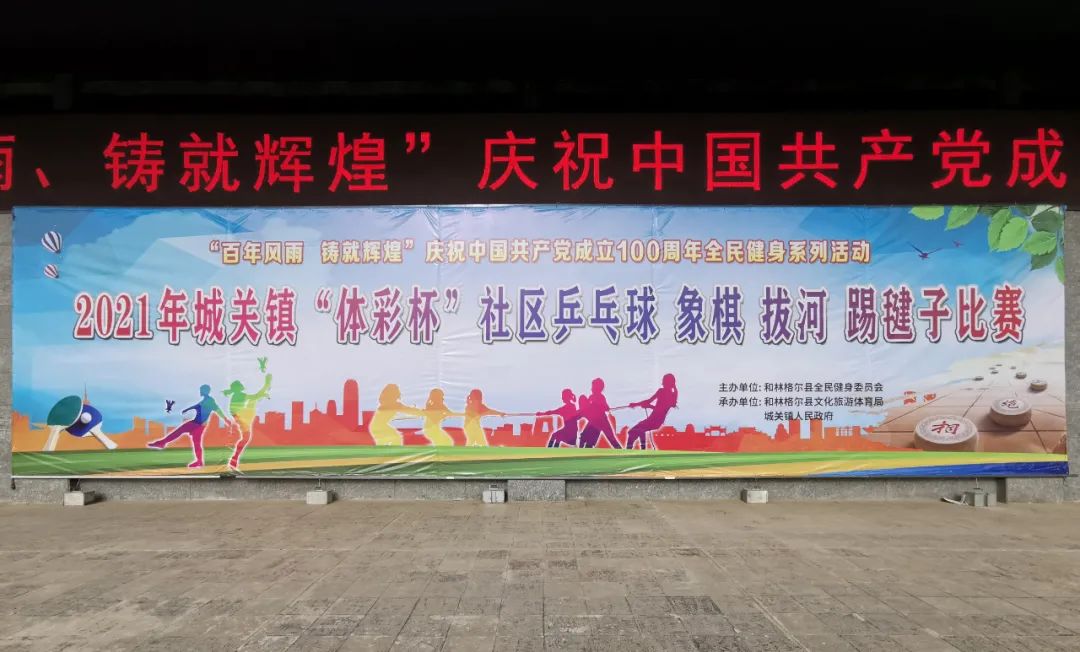 雨、铸就辉煌”庆祝中国共产党成
“百年风雨 铸就辉煌”庆祝中国共产党成立100周年全民健身系列活动
2021年城关镇“体彩杯”社区乒乓球 象棋 拔河 踢毽子比赛
主办单位：和林格尔县全民健身委员会
承办单位：和林格尔县文化旅游体育局
城关镇人民政府
相